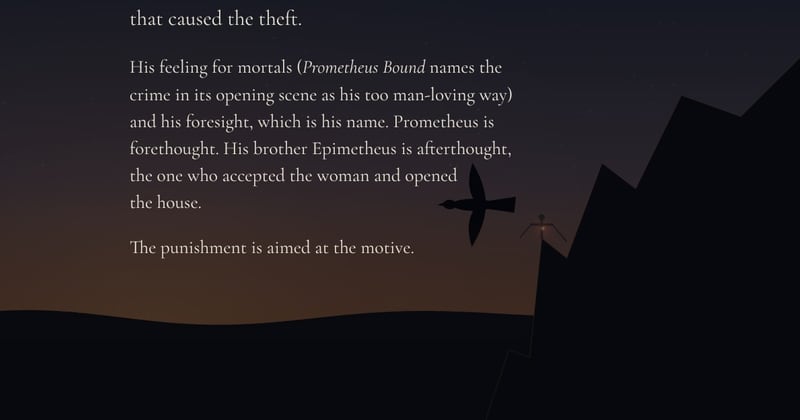 that caused the theft.
His feeling for mortals (Prometheus Bound names the
crime in its opening scene as his too man-loving way)
and his foresight, which is his name. Prometheus is
forethought. His brother Epimetheus is afterthought,
the one who accepted the woman and opened
the house.
The punishment is aimed at the motive.